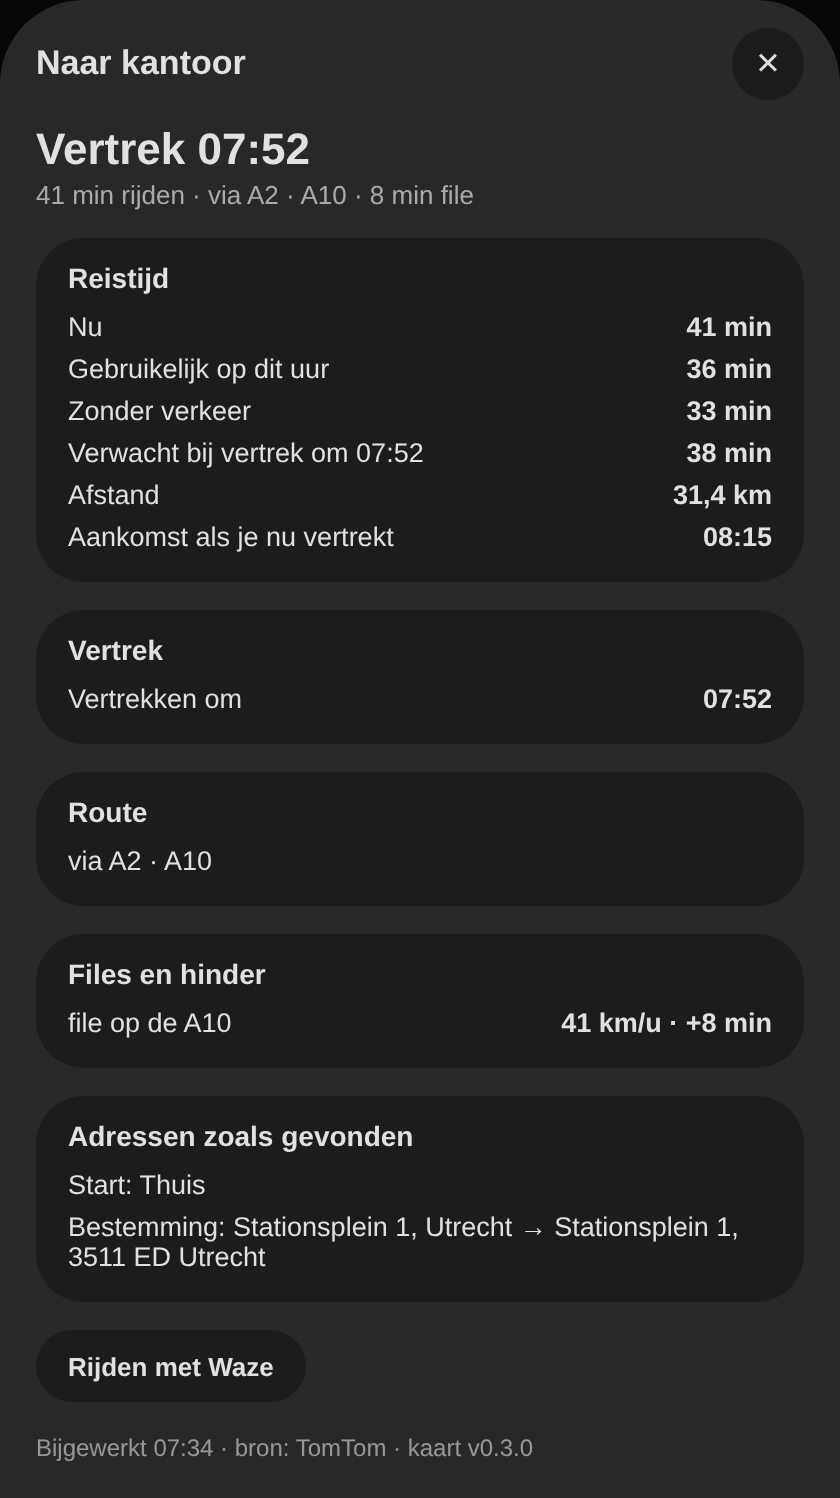 Naar kantoor
×
Vertrek 07:52
41 min rijden · via A2 · A10 · 8 min file
Reistijd
Nu 41 min
Gebruikelijk op dit uur 36 min
Zonder verkeer 33 min
Verwacht bij vertrek om 07:52 38 min
Afstand 31,4 km
Aankomst als je nu vertrekt 08:15
Vertrek
Vertrekken om 07:52
Route
via A2 · A10
Files en hinder
file op de A10 41 km/u · +8 min
Adressen zoals gevonden
Start: Thuis
Bestemming: Stationsplein 1, Utrecht → Stationsplein 1,
3511 ED Utrecht
Rijden met Waze
Bijgewerkt 07:34 · bron: TomTom · kaart v0.3.0